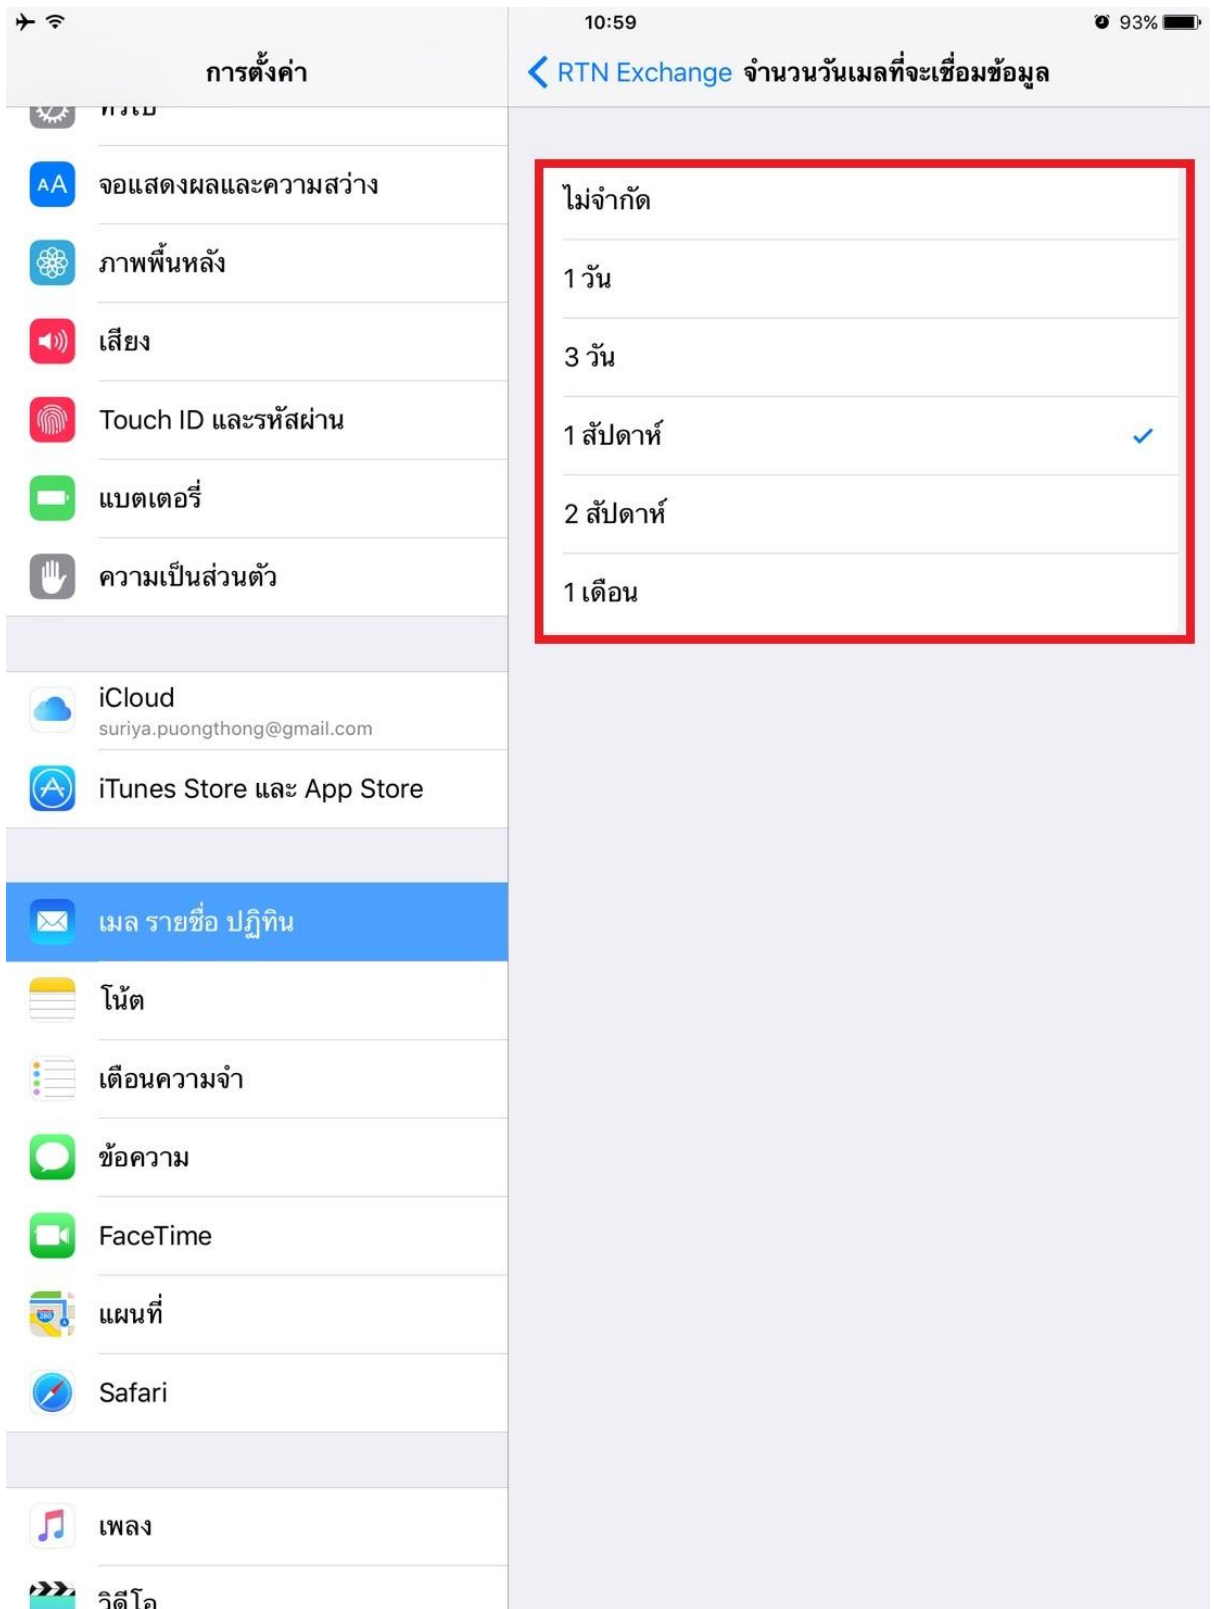 10:59
93%
การตั้งค่า
RTN Exchange จำนวนวันเมลที่จะเชื่อมข้อมูล
ทั่วไป
จอแสดงผลและความสว่าง
ภาพพื้นหลัง
เสียง
Touch ID และรหัสผ่าน
แบตเตอรี่
ความเป็นส่วนตัว
iCloud
suriya.puongthong@gmail.com
iTunes Store และ App Store
เมล รายชื่อ ปฏิทิน
โน้ต
เตือนความจำ
ข้อความ
FaceTime
แผนที่
Safari
เพลง
วิดีโอ
ไม่จำกัด
1 วัน
3 วัน
1 สัปดาห์
2 สัปดาห์
1 เดือน